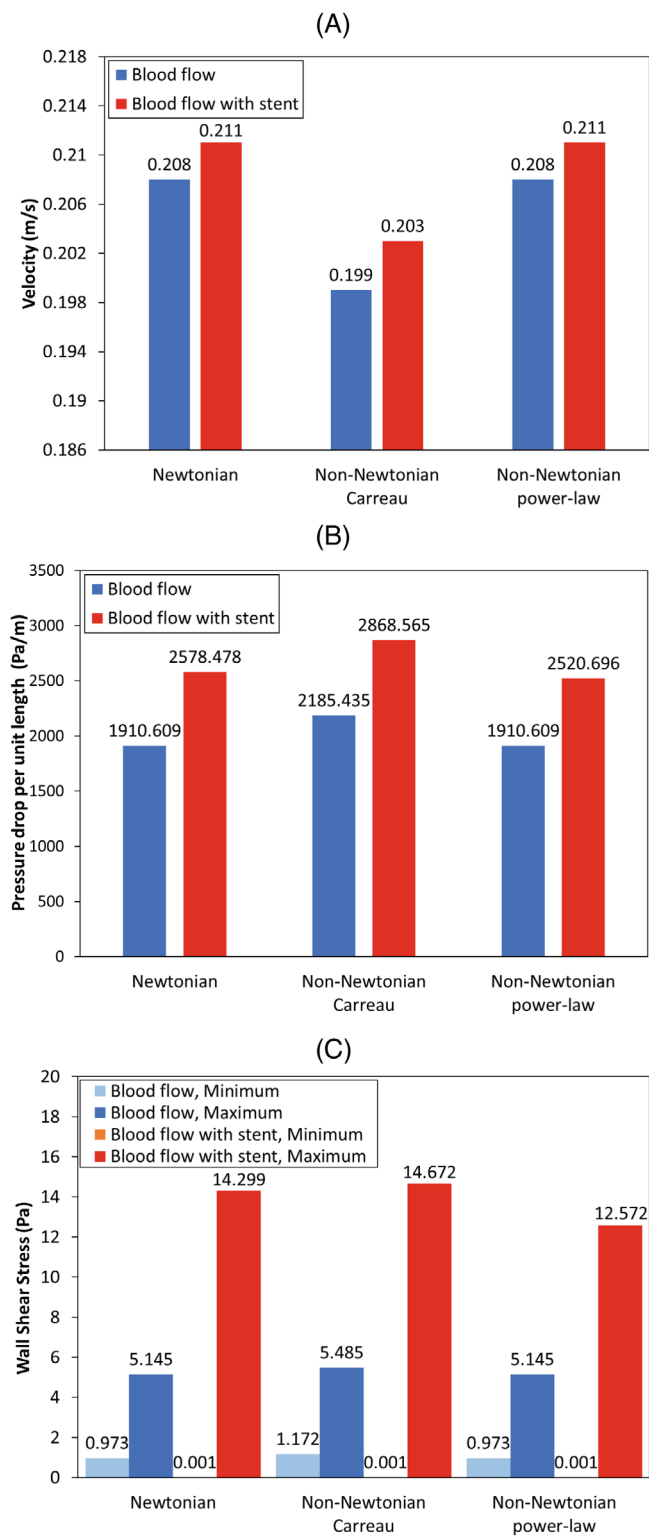 (A)
0.218
0.214
0.21
0.206
0.202
0.198
0.194
0.19
0.186
Velocity (m/s)
Blood flow
Blood flow with stent
0.208
0.211
0.199
0.203
0.208
0.211
Newtonian
Non-Newtonian
Carreau
Non-Newtonian
power-law
(B)
3500
3000
2500
2000
1500
1000
500
0
Pressure drop per unit length (Pa/m)
Blood flow
Blood flow with stent
1910.609
2578.478
2185.435
2868.565
1910.609
2520.696
Newtonian
Non-Newtonian
Carreau
Non-Newtonian
power-law
(C)
20
18
16
14
12
10
8
6
4
2
0
Wall Shear Stress (Pa)
Blood flow, Minimum
Blood flow, Maximum
Blood flow with stent, Minimum
Blood flow with stent, Maximum
0.973
5.145
0.001
14.299
1.172
5.485
0.001
14.672
0.973
5.145
0.001
12.572
Newtonian
Non-Newtonian
Carreau
Non-Newtonian
power-law